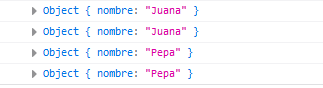 Object { nombre: "Juana" }
Object { nombre: "Juana" }
Object { nombre: "Pepa" }
Object { nombre: "Pepa" }